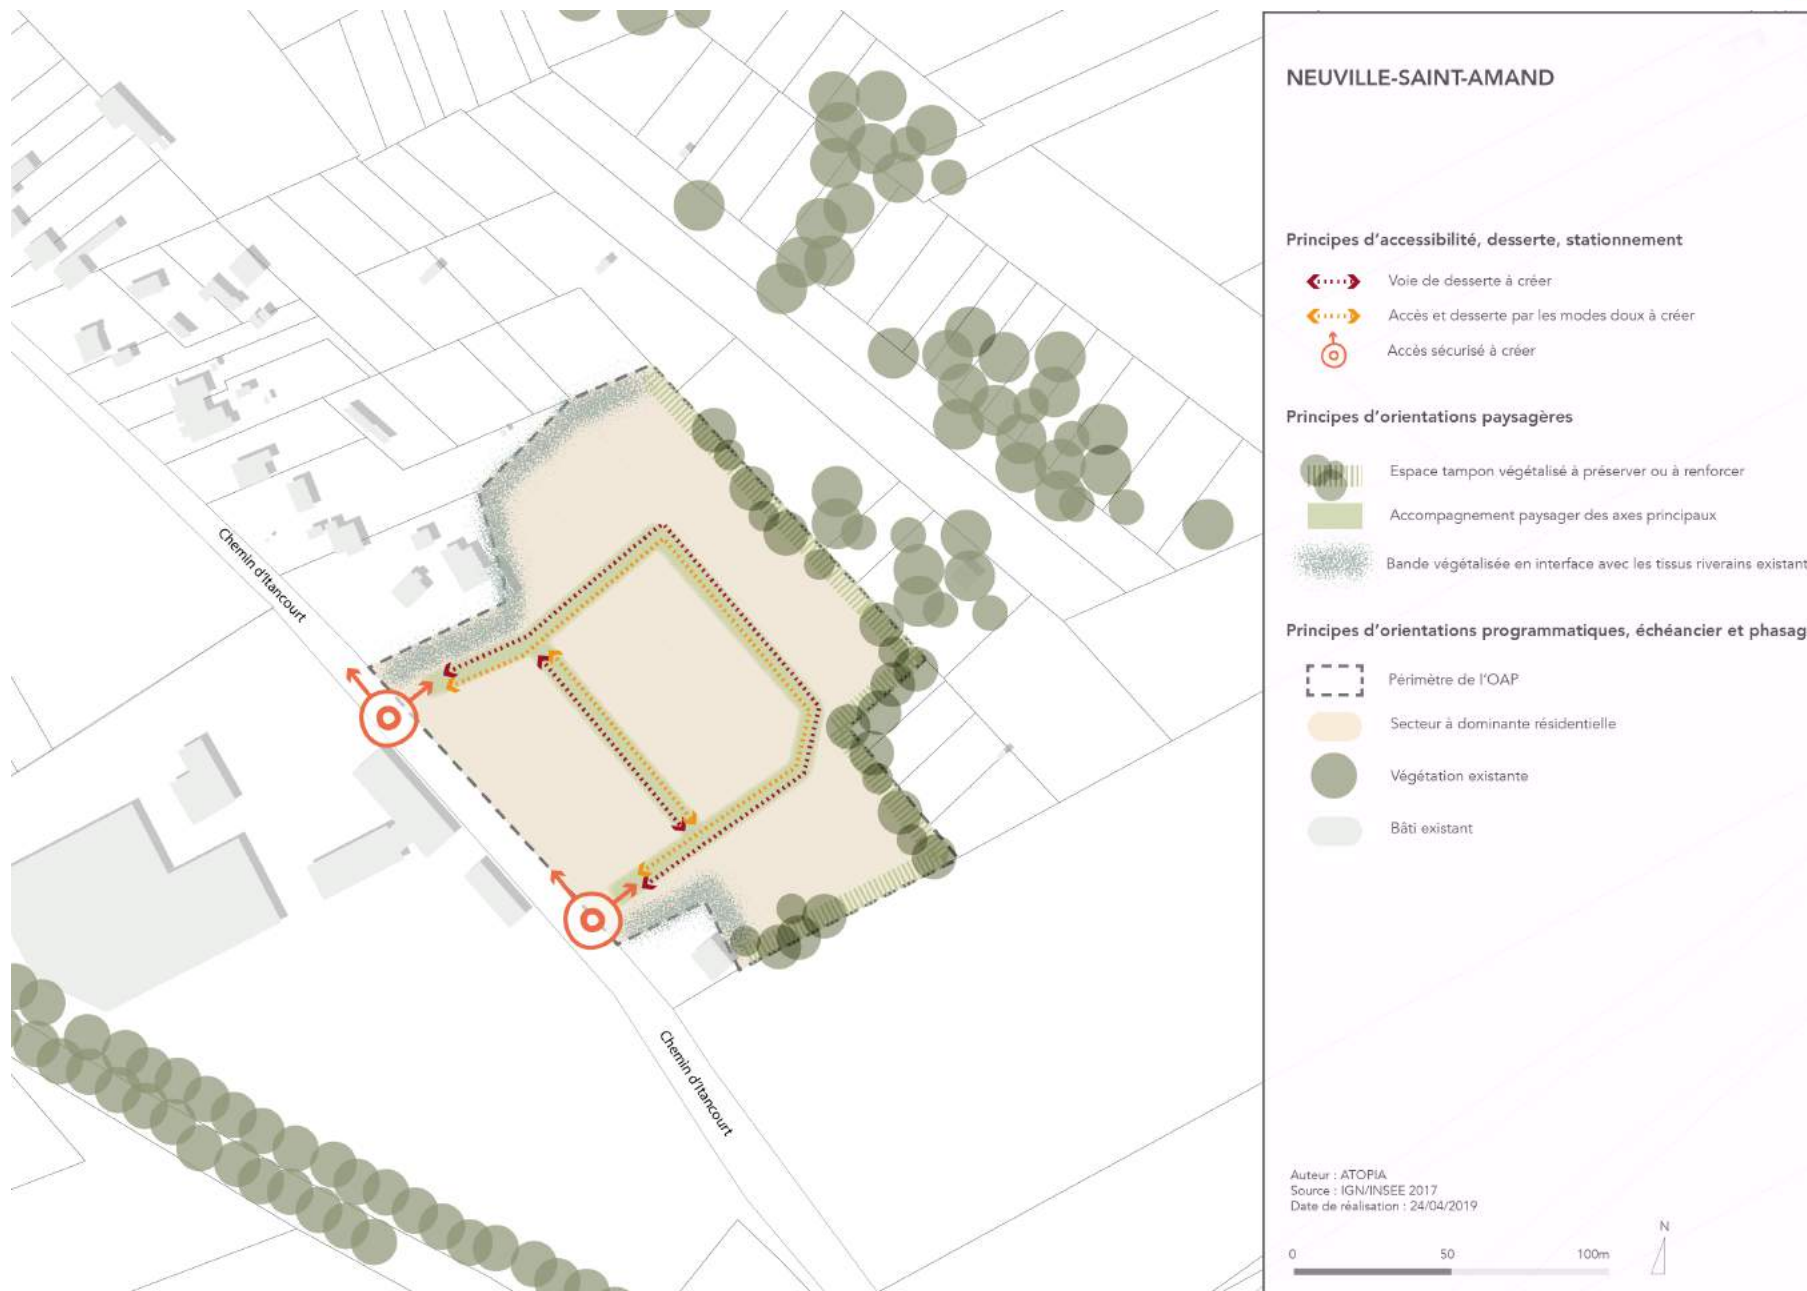 NEUVILLE-SAINT-AMAND
Principes d'accessibilité, desserte, stationnement
Voie de desserte à créer
Accès et desserte par les modes doux à créer
Accès sécurisé à créer
Principes d'orientations paysagères
Espace tampon végétalisé à préserver ou à renforcer
Accompagnement paysager des axes principaux
Bande végétalisée en interface avec les tissus riverains existant
Principes d'orientations programmatiques, échéancier et phasag
Périmètre de l'OAP
Secteur à dominante résidentielle
Végétation existante
Bâti existant
Chemin d'Itancourt
Chemin d'Itancourt
Auteur : ATOPIA
Source : IGN/INSEE 2017
Date de réalisation : 24/04/2019
N
0 50 100m